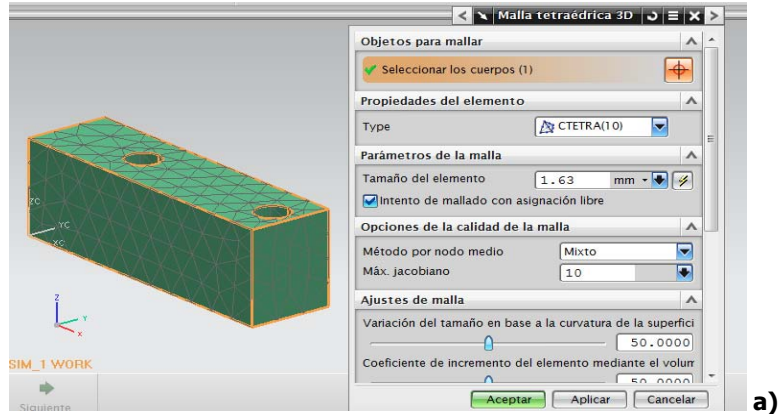 Malla tetraédrica 3D
Objetos para mallar
Seleccionar los cuerpos (1)
Propiedades del elemento
Type CTETRA(10)
Parámetros de la malla
Tamaño del elemento 1.63 mm
Intento de mallado con asignación libre
Opciones de la calidad de la malla
Método por nodo medio Mixto
Máx. jacobiano 10
Ajustes de malla
Variación del tamaño en base a la curvatura de la superfici
50.0000
Coeficiente de incremento del elemento mediante el volum
50.0000
Aceptar Aplicar Cancelar
ZC
YC
XC
Z
Y
X
SIM_1 WORK
Siguiente
a)